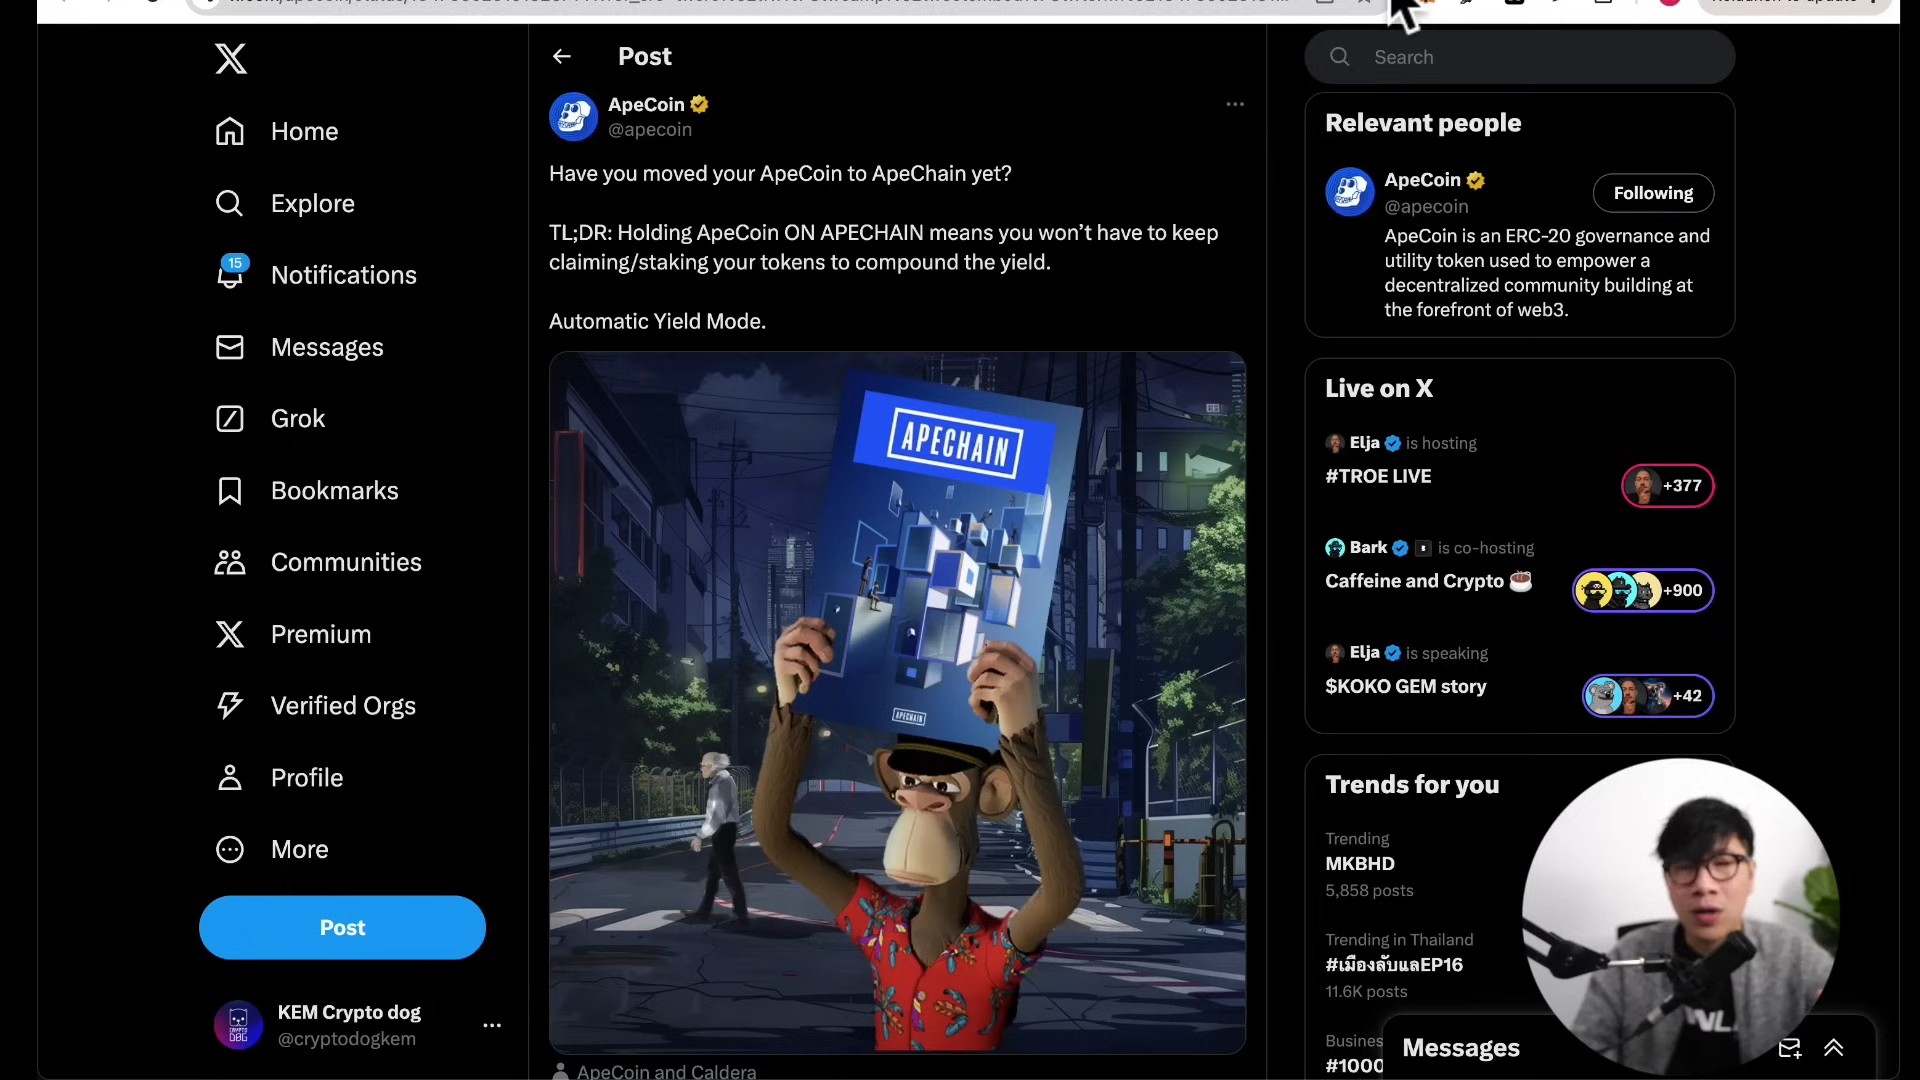 Relaunch to update
Home
Explore
15
Notifications
Messages
Grok
Bookmarks
Communities
Premium
Verified Orgs
Profile
More
Post
KEM Crypto dog
@cryptodogkem
Post
ApeCoin
@apecoin
Have you moved your ApeCoin to ApeChain yet?
TL;DR: Holding ApeCoin ON APECHAIN means you won’t have to keep
claiming/staking your tokens to compound the yield.
Automatic Yield Mode.
APECHAIN
APECHAIN
ApeCoin and Caldera
Search
Relevant people
ApeCoin
@apecoin
Following
ApeCoin is an ERC-20 governance and
utility token used to empower a
decentralized community building at
the forefront of web3.
Live on X
Elja is hosting
#TROE LIVE
+377
Bark is co-hosting
Caffeine and Crypto
+900
Elja is speaking
$KOKO GEM story
+42
Trends for you
Trending
MKBHD
5,858 posts
Trending in Thailand
#เมืองลับแลEP16
11.6K posts
Messages